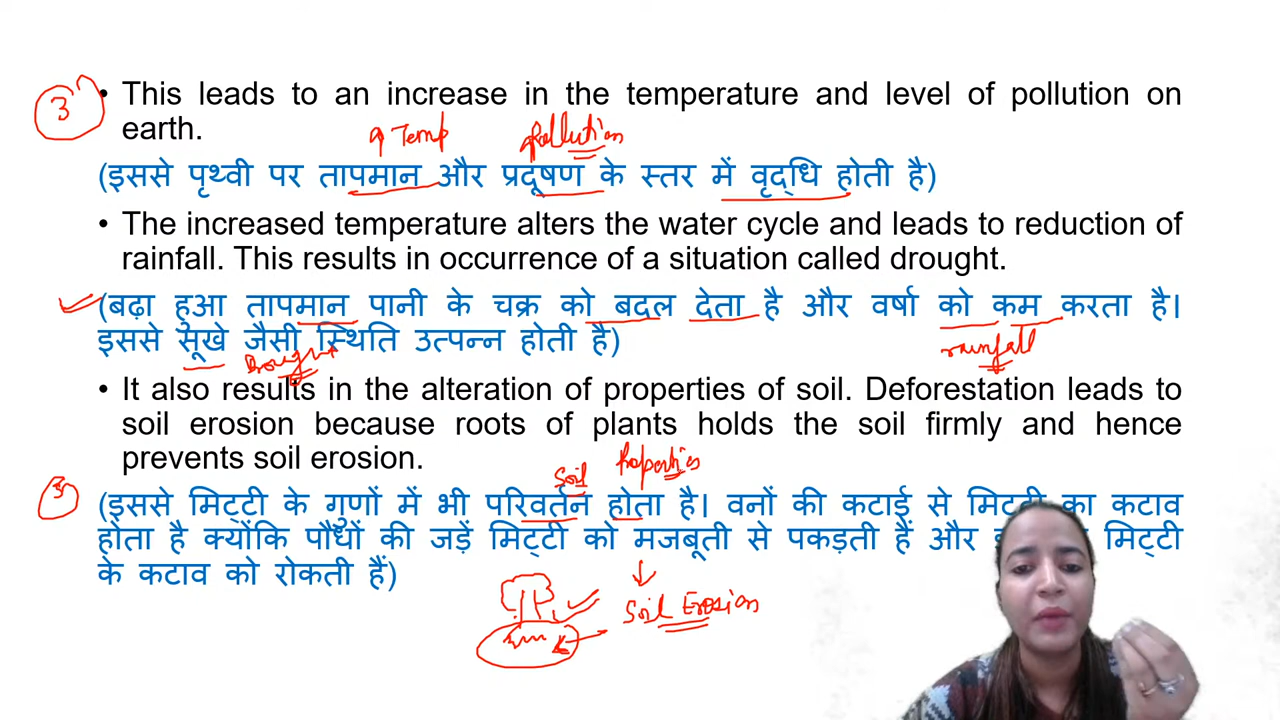 3
• This leads to an increase in the temperature and level of pollution on
earth.
Temp pollution
(इससे पृथ्वी पर तापमान और प्रदूषण के स्तर में वृद्धि होती है)
• The increased temperature alters the water cycle and leads to reduction of
rainfall. This results in occurrence of a situation called drought.
(बढ़ा हुआ तापमान पानी के चक्र को बदल देता है और वर्षा को कम करता है।
इससे सूखे जैसी स्थिति उत्पन्न होती है)
rainfall
• It also results in the alteration of properties of soil. Deforestation leads to
soil erosion because roots of plants holds the soil firmly and hence
prevents soil erosion.
Soil Properties
(इससे मिट्टी के गुणों में भी परिवर्तन होता है। वनों की कटाई से मिट्टी का कटाव
होता है क्योंकि पौधों की जड़ें मिट्टी को मजबूती से पकड़ती हैं और मिट्टी
के कटाव को रोकती हैं)
Soil Erosion